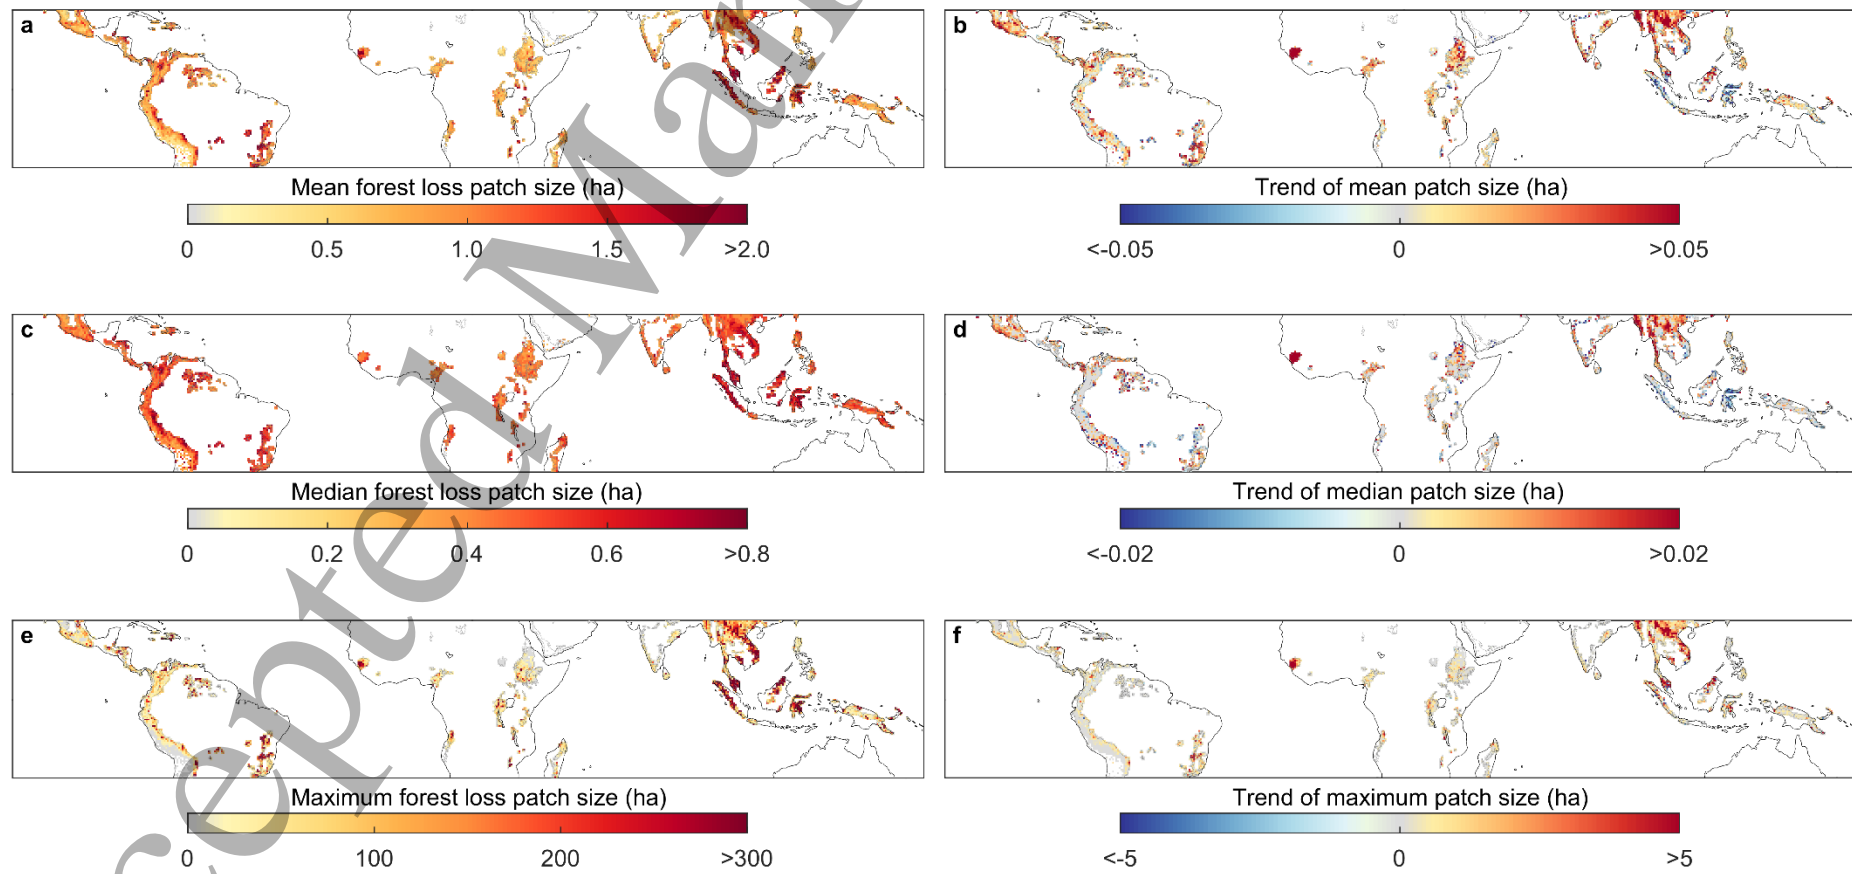 a
b
Mean forest loss patch size (ha)
Trend of mean patch size (ha)
0 0.5 1.0 1.5 >2.0
<-0.05 0 >0.05
c
d
Median forest loss patch size (ha)
Trend of median patch size (ha)
0 0.2 0.4 0.6 >0.8
<-0.02 0 >0.02
e
f
Maximum forest loss patch size (ha)
Trend of maximum patch size (ha)
0 100 200 >300
<-5 0 >5
cepted Man